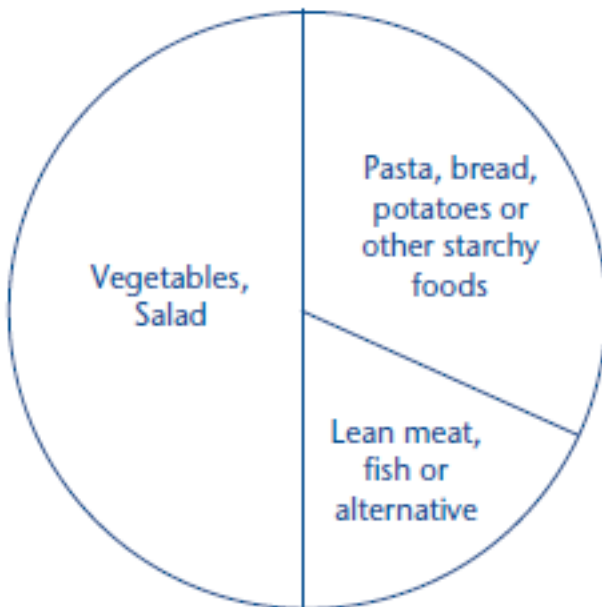 Vegetables,
Salad
Pasta, bread,
potatoes or
other starchy
foods
Lean meat,
fish or
alternative